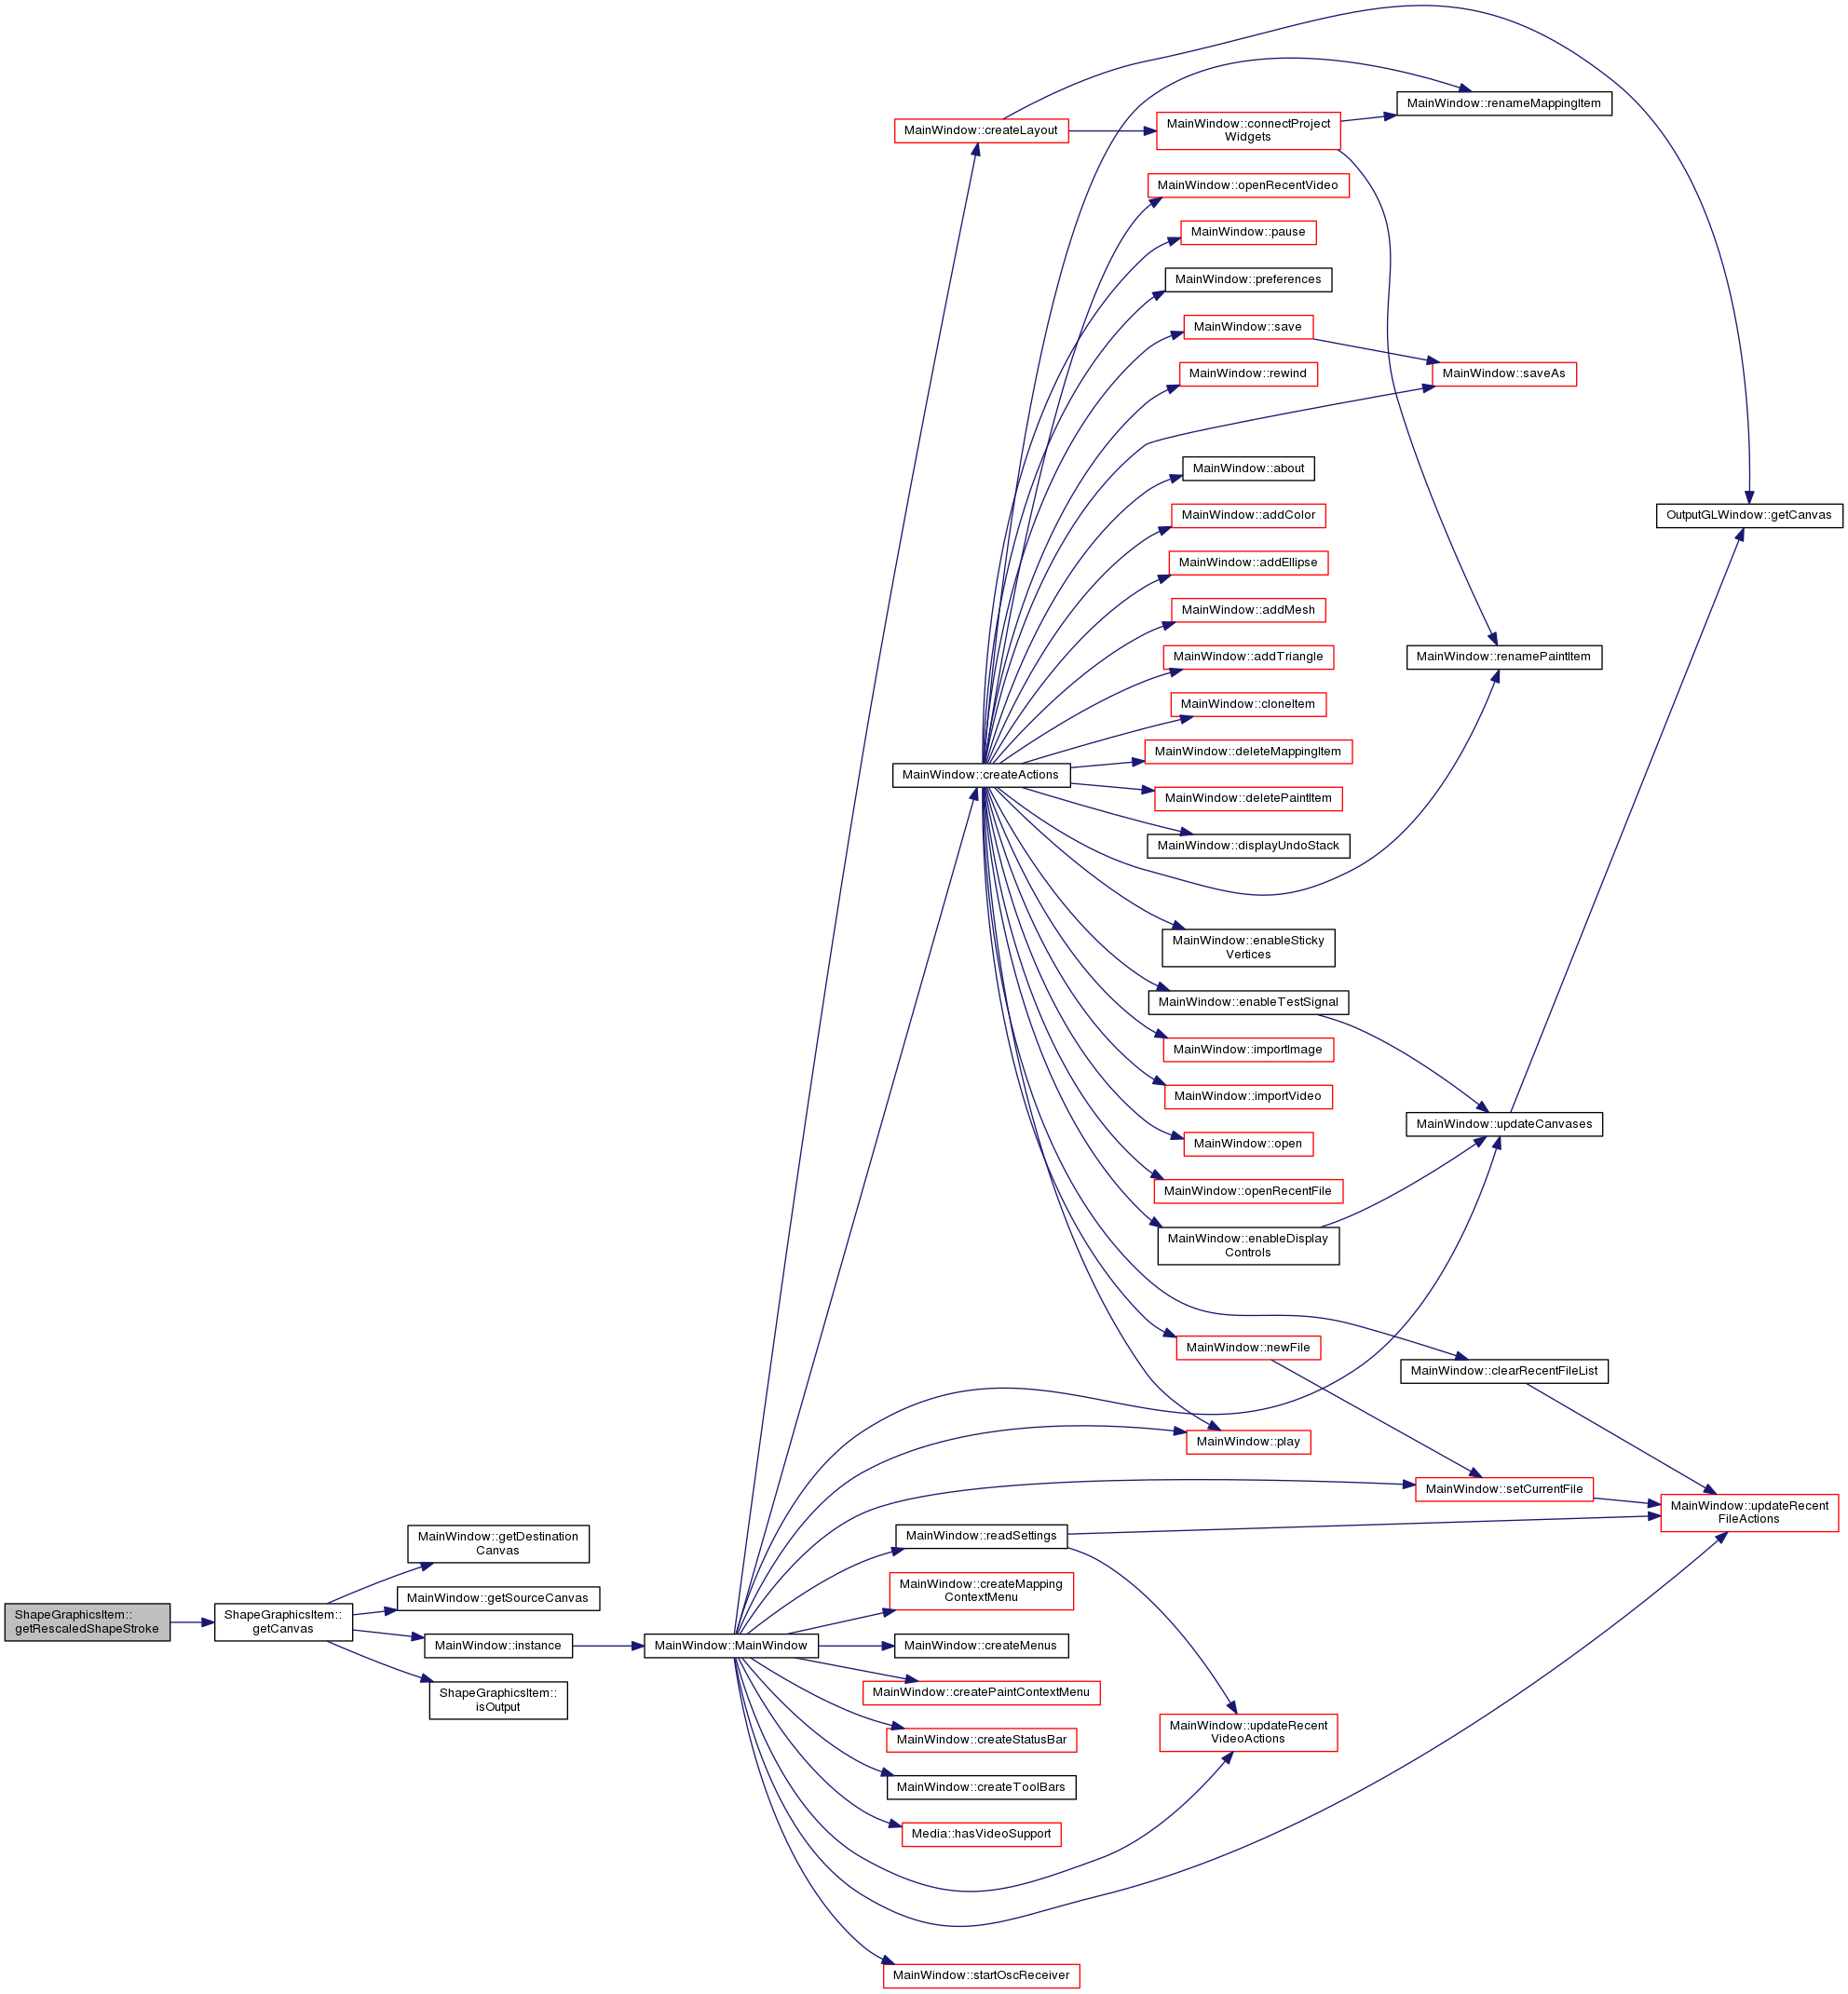 MainWindow::renameMappingItem
MainWindow::createLayout
MainWindow::connectProject
Widgets
MainWindow::openRecentVideo
MainWindow::pause
MainWindow::preferences
MainWindow::save
MainWindow::rewind
MainWindow::saveAs
MainWindow::about
MainWindow::addColor
OutputGLWindow::getCanvas
MainWindow::addEllipse
MainWindow::addMesh
MainWindow::addTriangle
MainWindow::renamePaintItem
MainWindow::cloneItem
MainWindow::deleteMappingItem
MainWindow::createActions
MainWindow::deletePaintItem
MainWindow::displayUndoStack
MainWindow::enableSticky
Vertices
MainWindow::enableTestSignal
MainWindow::importImage
MainWindow::importVideo
MainWindow::updateCanvases
MainWindow::open
MainWindow::openRecentFile
MainWindow::enableDisplay
Controls
MainWindow::newFile
MainWindow::clearRecentFileList
MainWindow::play
MainWindow::setCurrentFile
MainWindow::updateRecent
FileActions
MainWindow::getDestination
Canvas
MainWindow::readSettings
MainWindow::createMapping
ContextMenu
MainWindow::getSourceCanvas
ShapeGraphicsItem::
getRescaledShapeStroke
ShapeGraphicsItem::
getCanvas
MainWindow::instance
MainWindow::MainWindow
MainWindow::createMenus
ShapeGraphicsItem::
isOutput
MainWindow::createPaintContextMenu
MainWindow::createStatusBar
MainWindow::updateRecent
VideoActions
MainWindow::createToolBars
Media::hasVideoSupport
MainWindow::startOscReceiver